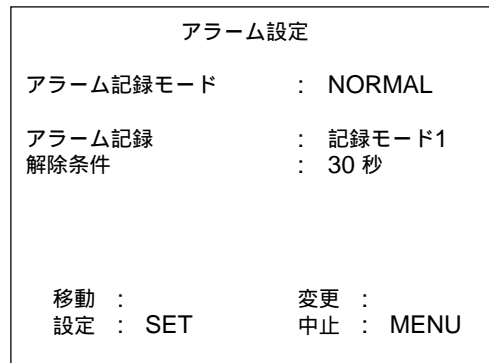 アラーム設定
アラーム記録モード : NORMAL
アラーム記録 : 記録モード1
解除条件 : 30 秒
移動 : 変更 :
設定 : SET 中止 : MENU